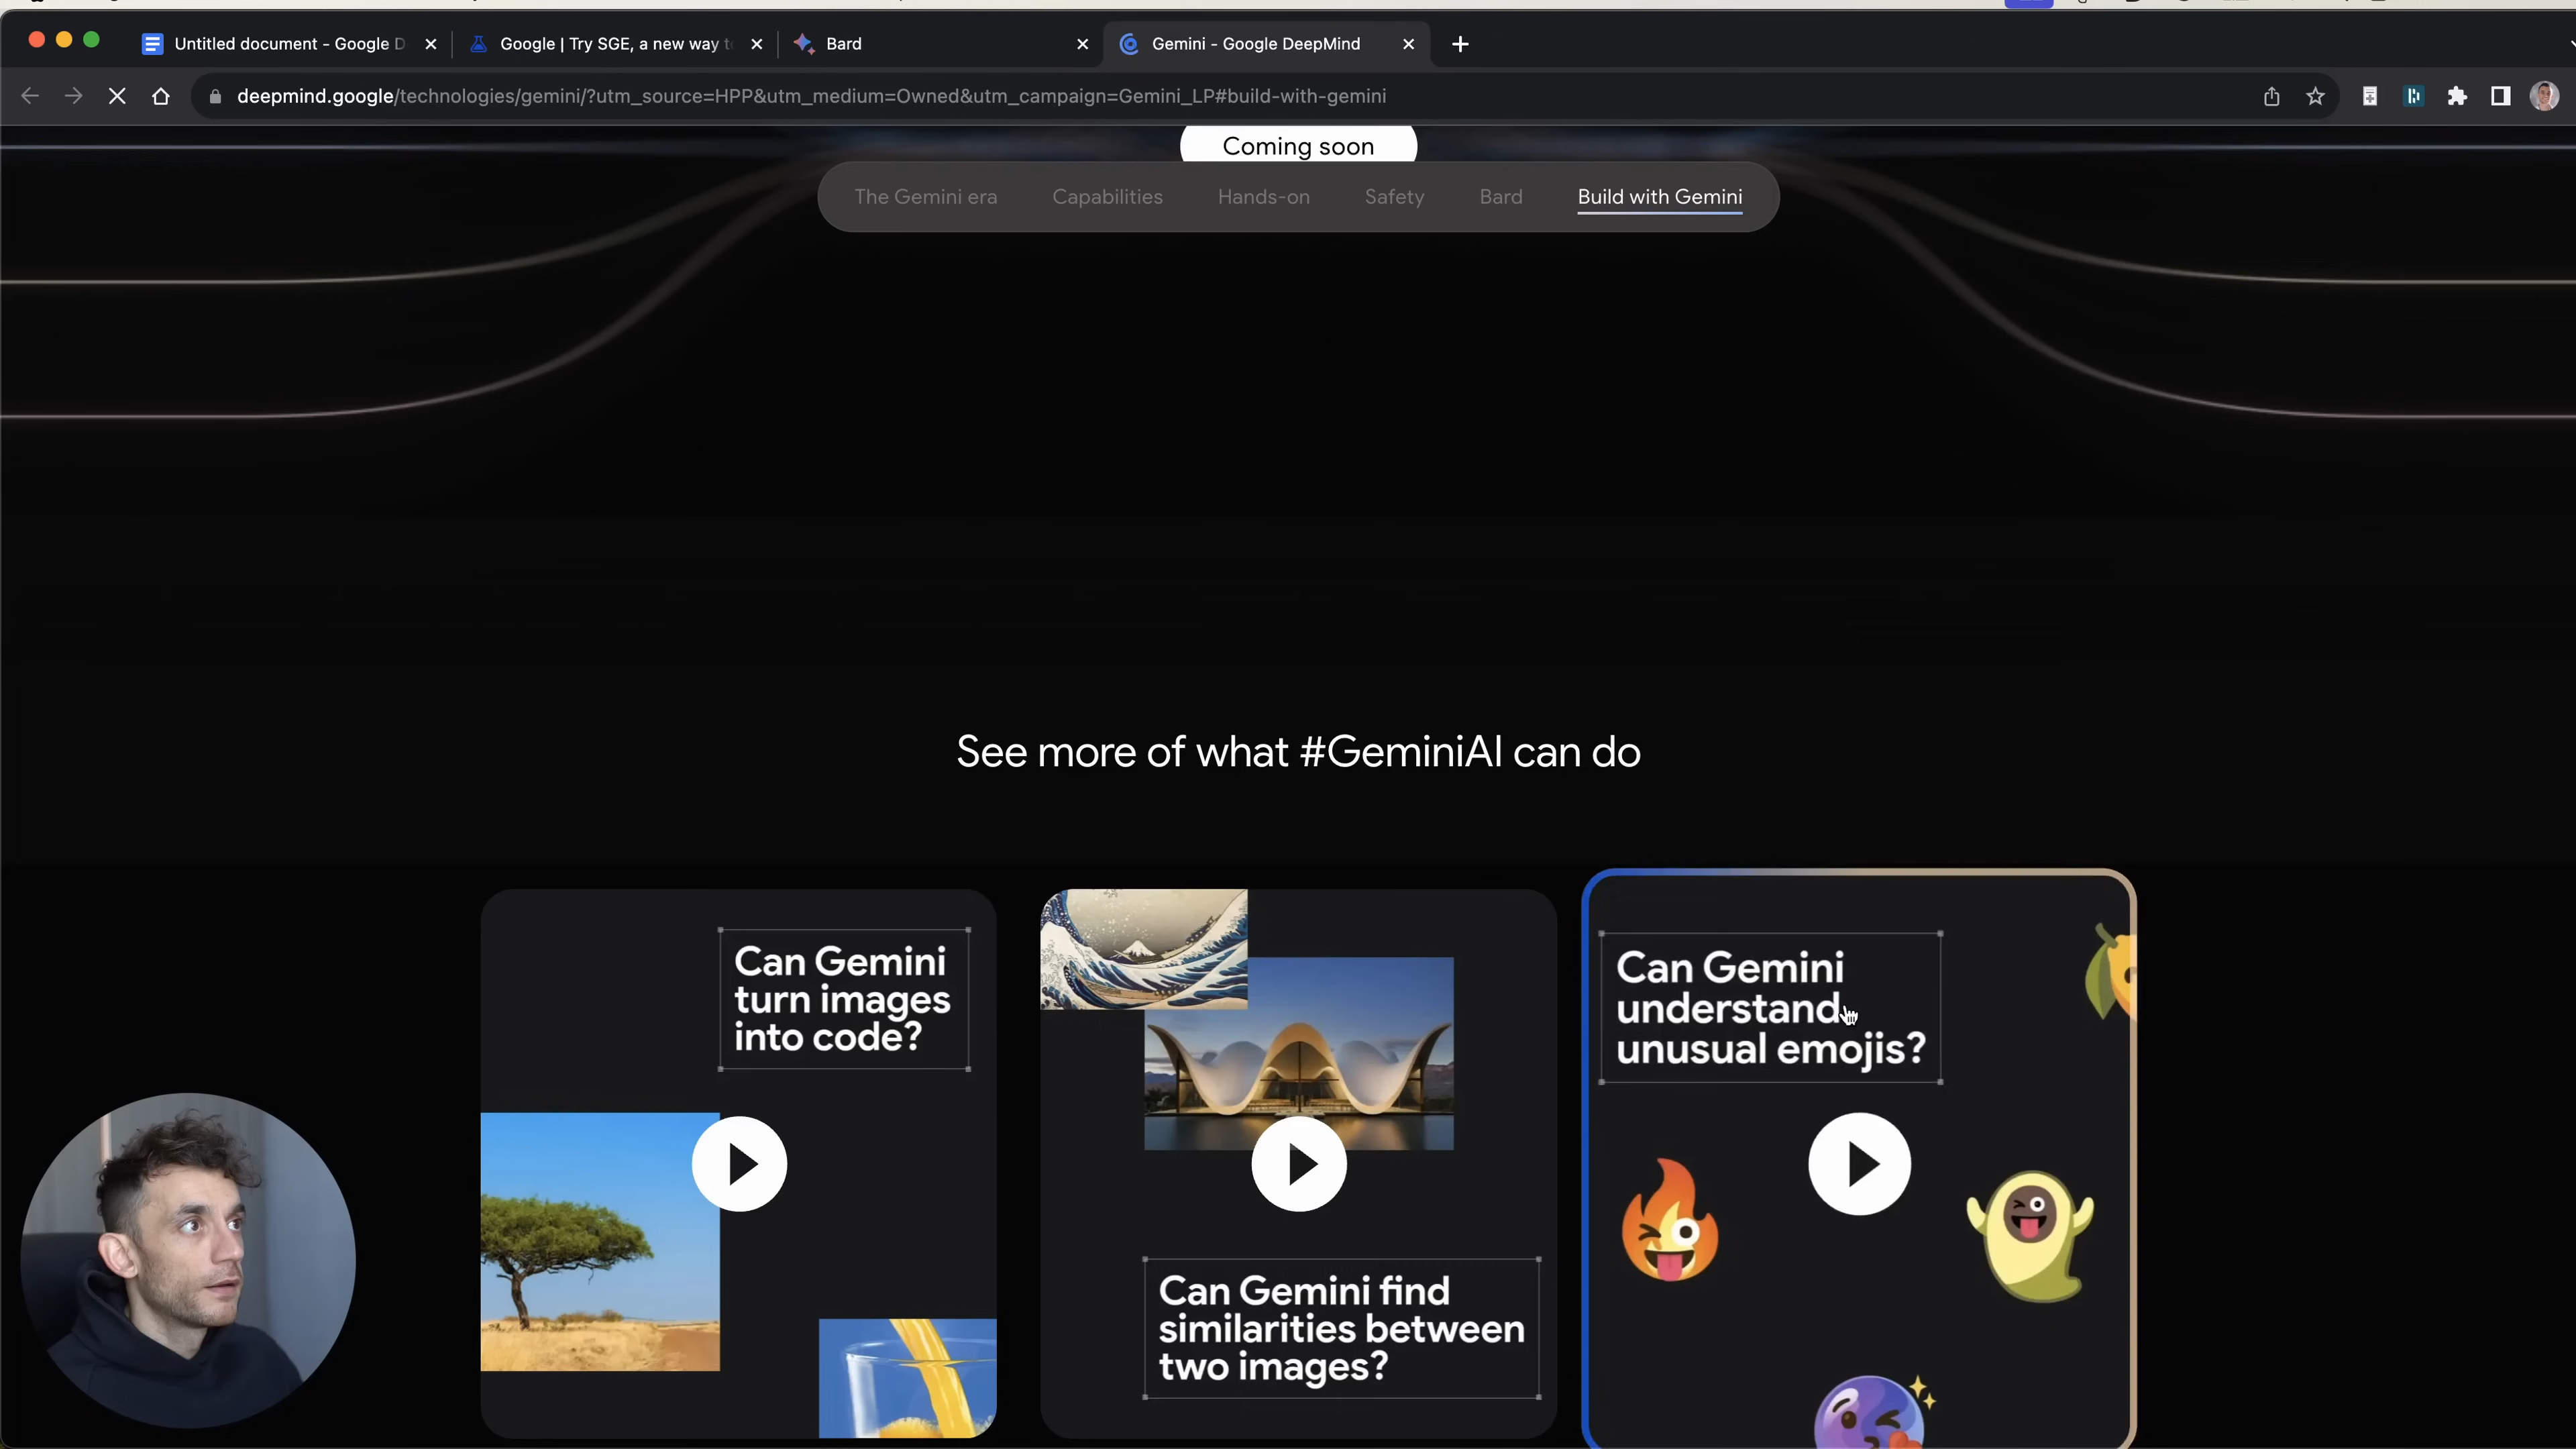 Untitled document - Google D
Google | Try SGE, a new way to
Bard
Gemini - Google DeepMind
deepmind.google/technologies/gemini/?utm_source=HPP&utm_medium=Owned&utm_campaign=Gemini_LP#build-with-gemini
Coming soon
The Gemini era
Capabilities
Hands-on
Safety
Bard
Build with Gemini
See more of what #GeminiAI can do
Can Gemini
turn images
into code?
Can Gemini find
similarities between
two images?
Can Gemini
understand
unusual emojis?